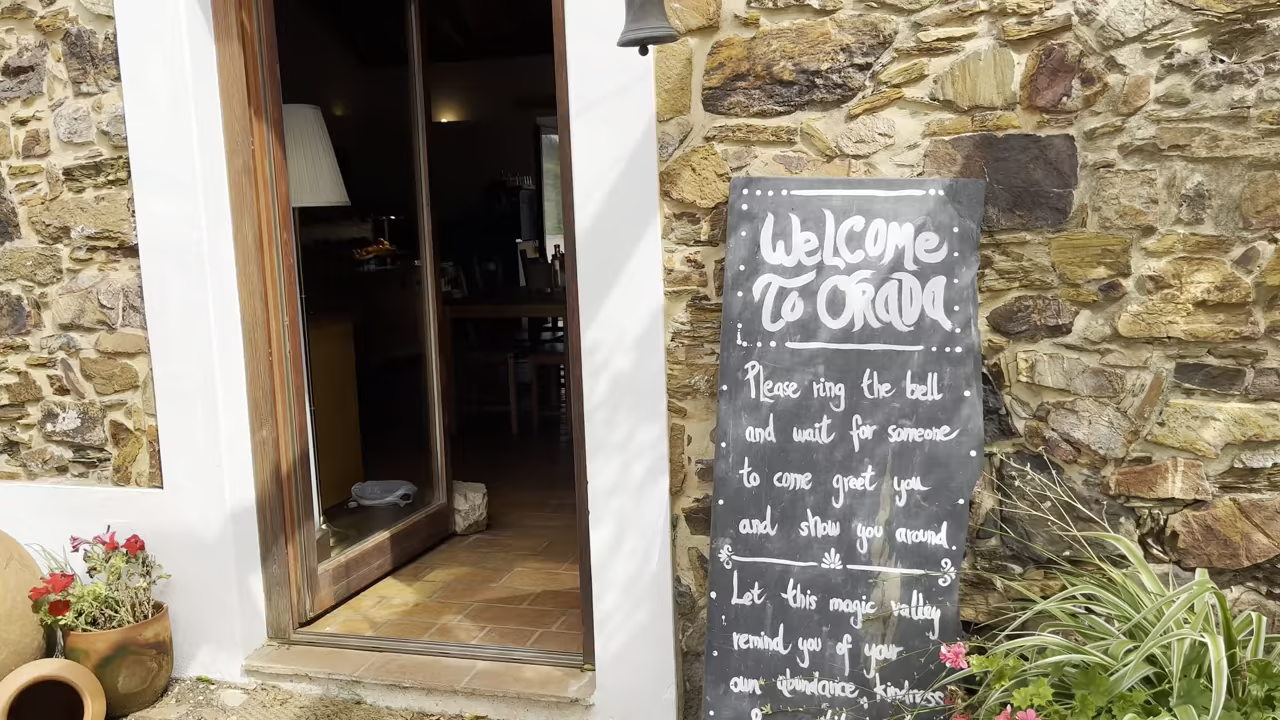 WELCOME
To ORADA
Please ring the bell
and wait for someone
to come greet you
and show you around
Let this magic valley
remind you of your
own abundance, kindness